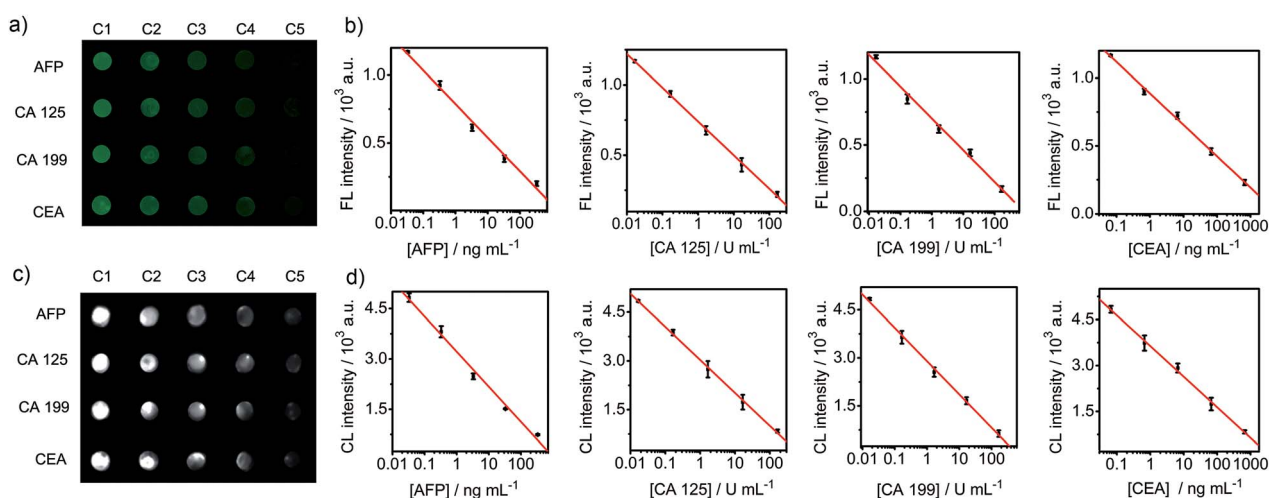 a)
C1 C2 C3 C4 C5
AFP
CA 125
CA 199
CEA
b)
FL intensity / 10³ a.u.
1.0
0.5
0.1 1 10 100
[AFP] / ng mL⁻¹
FL intensity / 10³ a.u.
1.0
0.5
0.01 0.1 1 10 100
[CA 125] / U mL⁻¹
FL intensity / 10³ a.u.
1.0
0.5
0.0
0.01 0.1 1 10 100
[CA 199] / U mL⁻¹
FL intensity / 10³ a.u.
1.0
0.5
0.0
0.1 1 10 100 1000
[CEA] / ng mL⁻¹
c)
C1 C2 C3 C4 C5
AFP
CA 125
CA 199
CEA
d)
CL intensity / 10³ a.u.
4.5
3.0
1.5
0.1 1 10 100
[AFP] / ng mL⁻¹
CL intensity / 10³ a.u.
4.5
3.0
1.5
0.01 0.1 1 10 100
[CA 125] / U mL⁻¹
CL intensity / 10³ a.u.
4.5
3.0
1.5
0.01 0.1 1 10 100
[CA 199] / U mL⁻¹
CL intensity / 10³ a.u.
4.5
3.0
1.5
0.1 1 10 100 1000
[CEA] / ng mL⁻¹